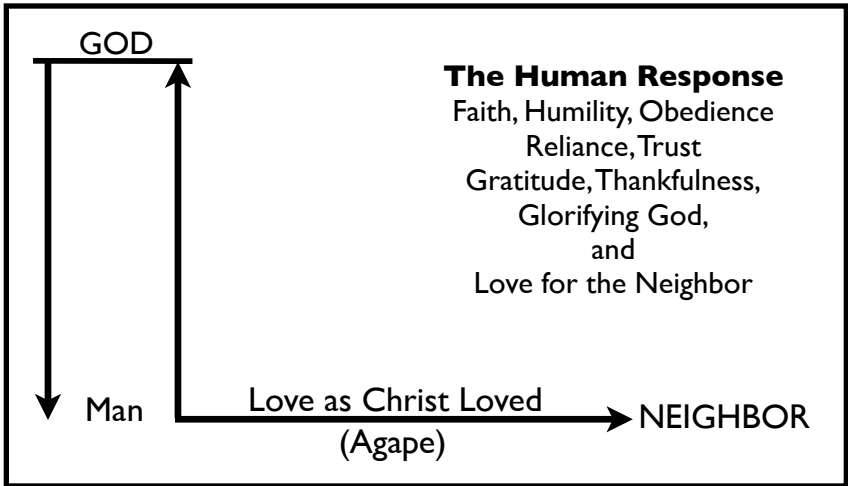 GOD
The Human Response
Faith, Humility, Obedience
Reliance, Trust
Gratitude, Thankfulness,
Glorifying God,
and
Love for the Neighbor
Man
Love as Christ Loved
(Agape)
NEIGHBOR